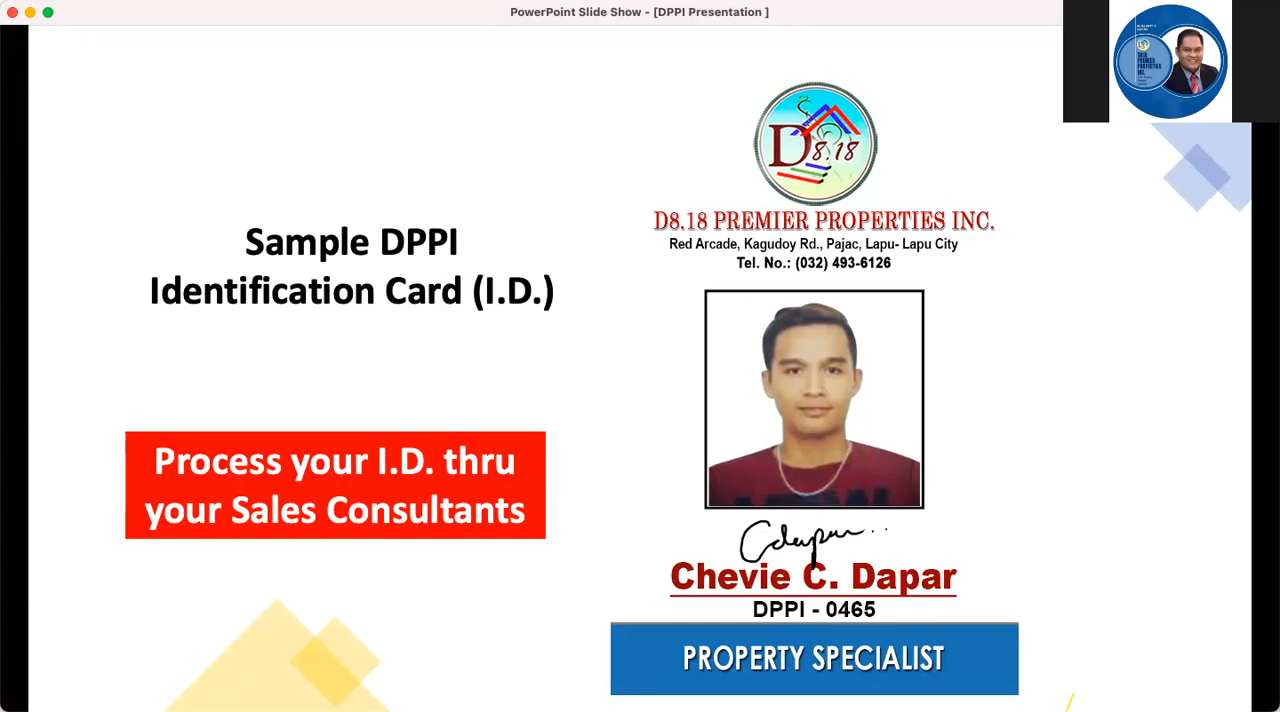 PowerPoint Slide Show - [DPPI Presentation ]
D8.18
D8.18 PREMIER PROPERTIES INC.
Red Arcade, Kagudoy Rd., Pajac, Lapu- Lapu City
Tel. No.: (032) 493-6126
Sample DPPI
Identification Card (I.D.)
Process your I.D. thru
your Sales Consultants
Cdapar..
Chevie C. Dapar
DPPI - 0465
PROPERTY SPECIALIST